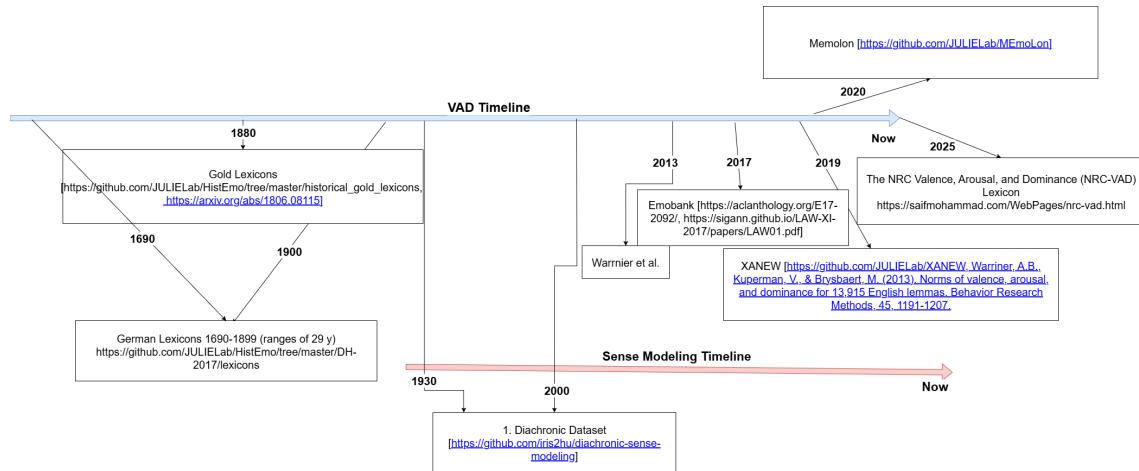 Memolon [https://github.com/JULIELab/MEmoLon]
2020
VAD Timeline
Now
1880
Gold Lexicons
[https://github.com/JULIELab/HistEmo/tree/master/historical_gold_lexicons,
https://arxiv.org/abs/1806.08115]
1690
1900
2013
2017
2019
2025
The NRC Valence, Arousal, and Dominance (NRC-VAD)
Lexicon
https://saifmohammad.com/WebPages/nrc-vad.html
Emobank [https://aclanthology.org/E17-
2092/, https://sigann.github.io/LAW-XI-
2017/papers/LAW01.pdf]
Warrnier et al.
XANEW [https://github.com/JULIELab/XANEW, Warriner, A.B.,
Kuperman, V., & Brysbaert, M. (2013). Norms of valence, arousal,
and dominance for 13,915 English lemmas. Behavior Research
Methods, 45, 1191-1207.
German Lexicons 1690-1899 (ranges of 29 y)
https://github.com/JULIELab/HistEmo/tree/master/DH-
2017/lexicons
Sense Modeling Timeline
Now
1930
2000
1. Diachronic Dataset
[https://github.com/iris2hu/diachronic-sense-
modeling]